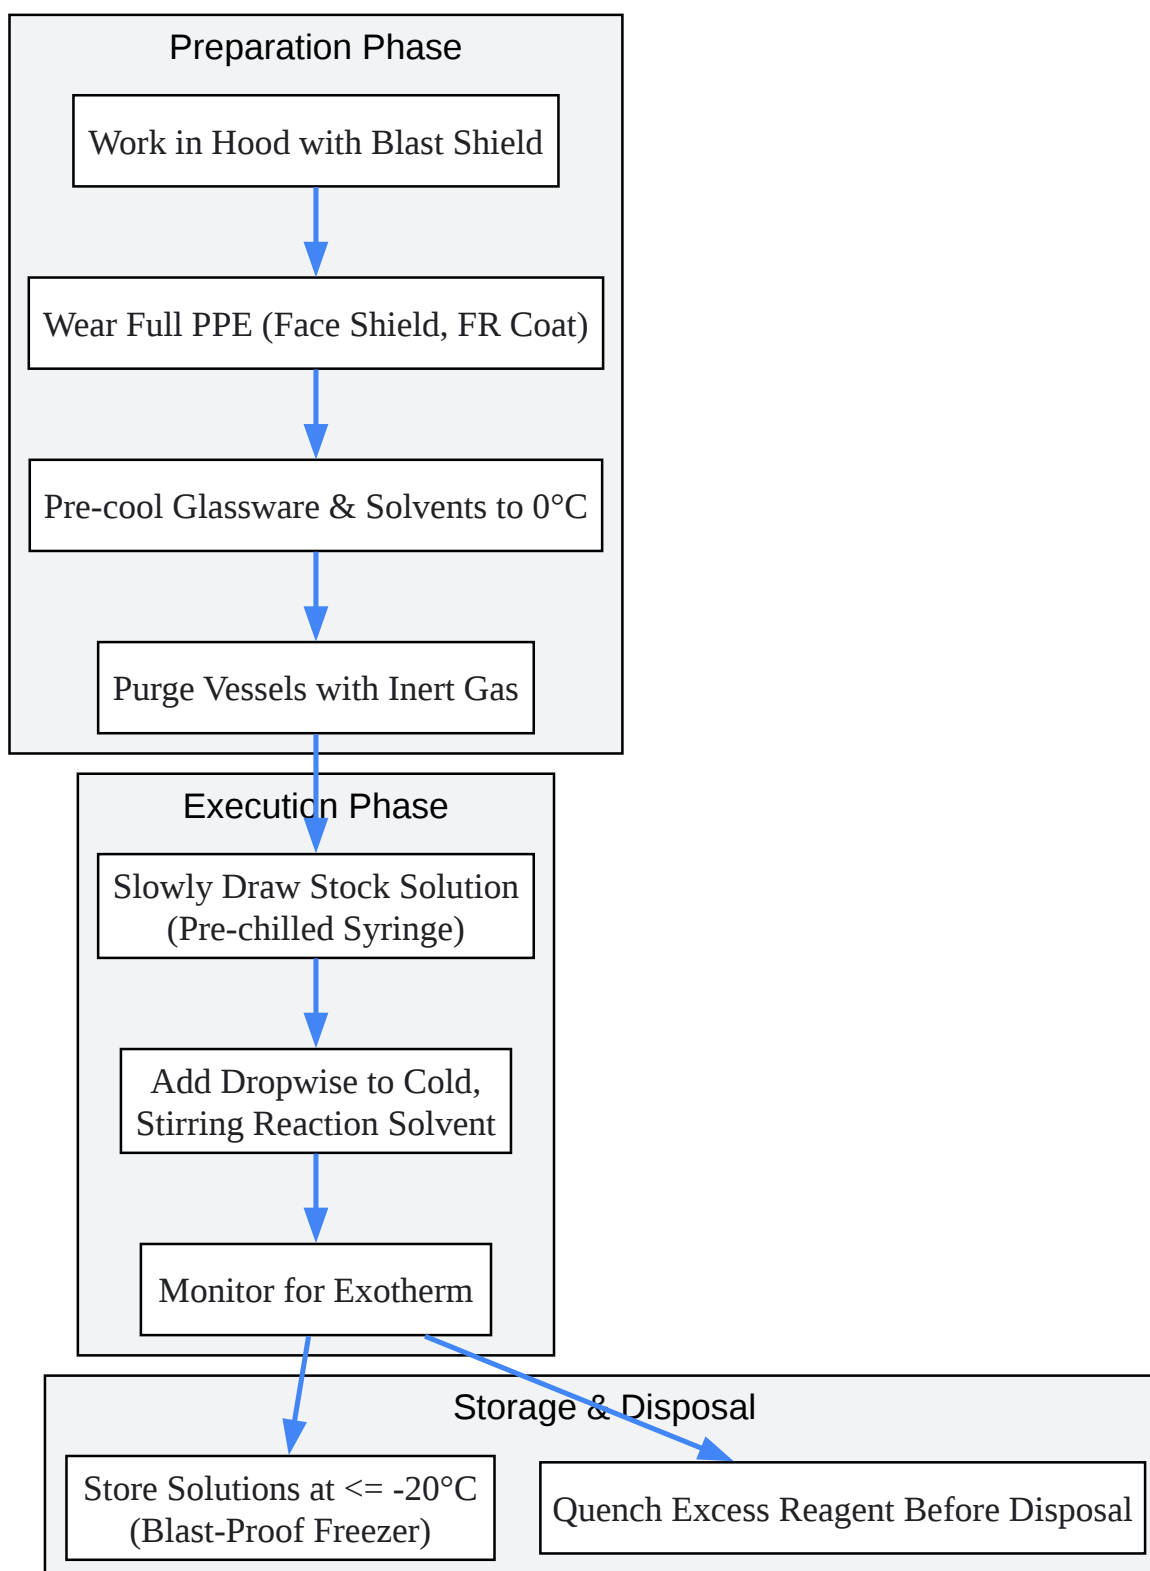 Preparation Phase
Work in Hood with Blast Shield
Wear Full PPE (Face Shield, FR Coat)
Pre-cool Glassware & Solvents to 0°C
Purge Vessels with Inert Gas
Execution Phase
Slowly Draw Stock Solution
(Pre-chilled Syringe)
Add Dropwise to Cold,
Stirring Reaction Solvent
Monitor for Exotherm
Storage & Disposal
Store Solutions at <= -20°C
(Blast-Proof Freezer)
Quench Excess Reagent Before Disposal